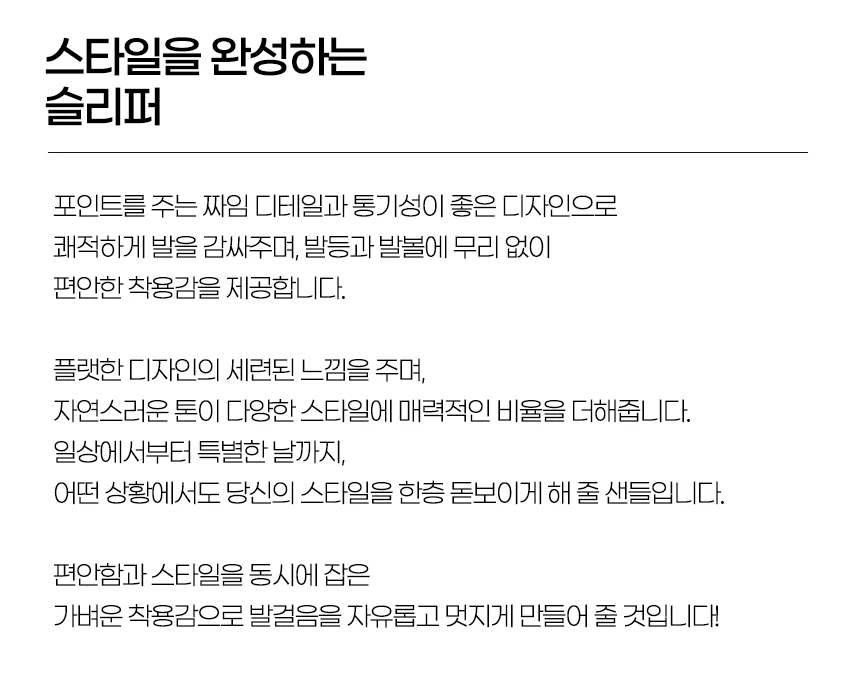 스타일을 완성하는
슬리퍼
포인트를 주는 짜임 디테일과 통기성이 좋은 디자인으로
쾌적하게 발을 감싸주며, 발등과 발볼에 무리 없이
편안한 착용감을 제공합니다.
플랫한 디자인의 세련된 느낌을 주며,
자연스러운 톤이 다양한 스타일에 매력적인 비율을 더해줍니다.
일상에서부터 특별한 날까지,
어떤 상황에서도 당신의 스타일을 한층 돋보이게 해 줄 샌들입니다.
편안함과 스타일을 동시에 잡은
가벼운 착용감으로 발걸음을 자유롭고 멋지게 만들어 줄 것입니다!